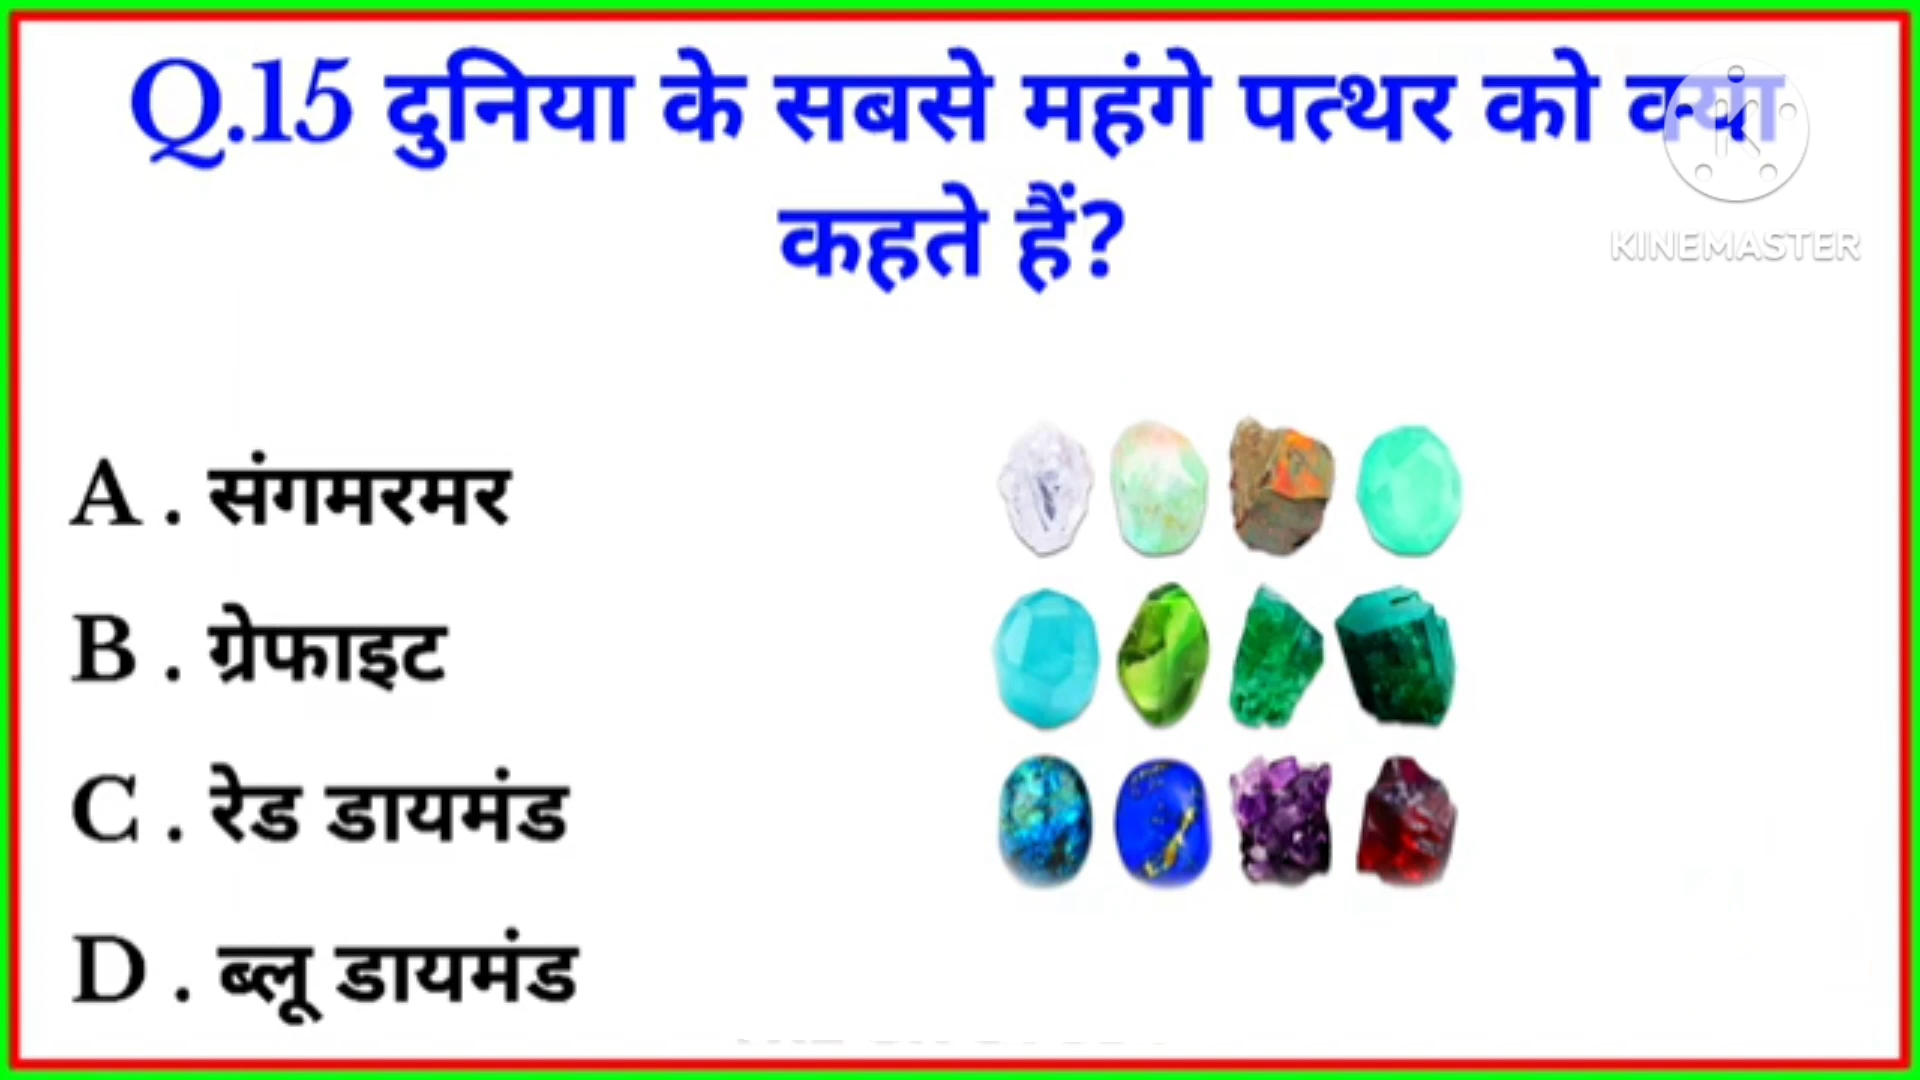 Q.15 दुनिया के सबसे महंगे पत्थर को क्या
कहते हैं?
KINEMASTER
A . संगमरमर
B . ग्रेफाइट
C . रेड डायमंड
D . ब्लू डायमंड